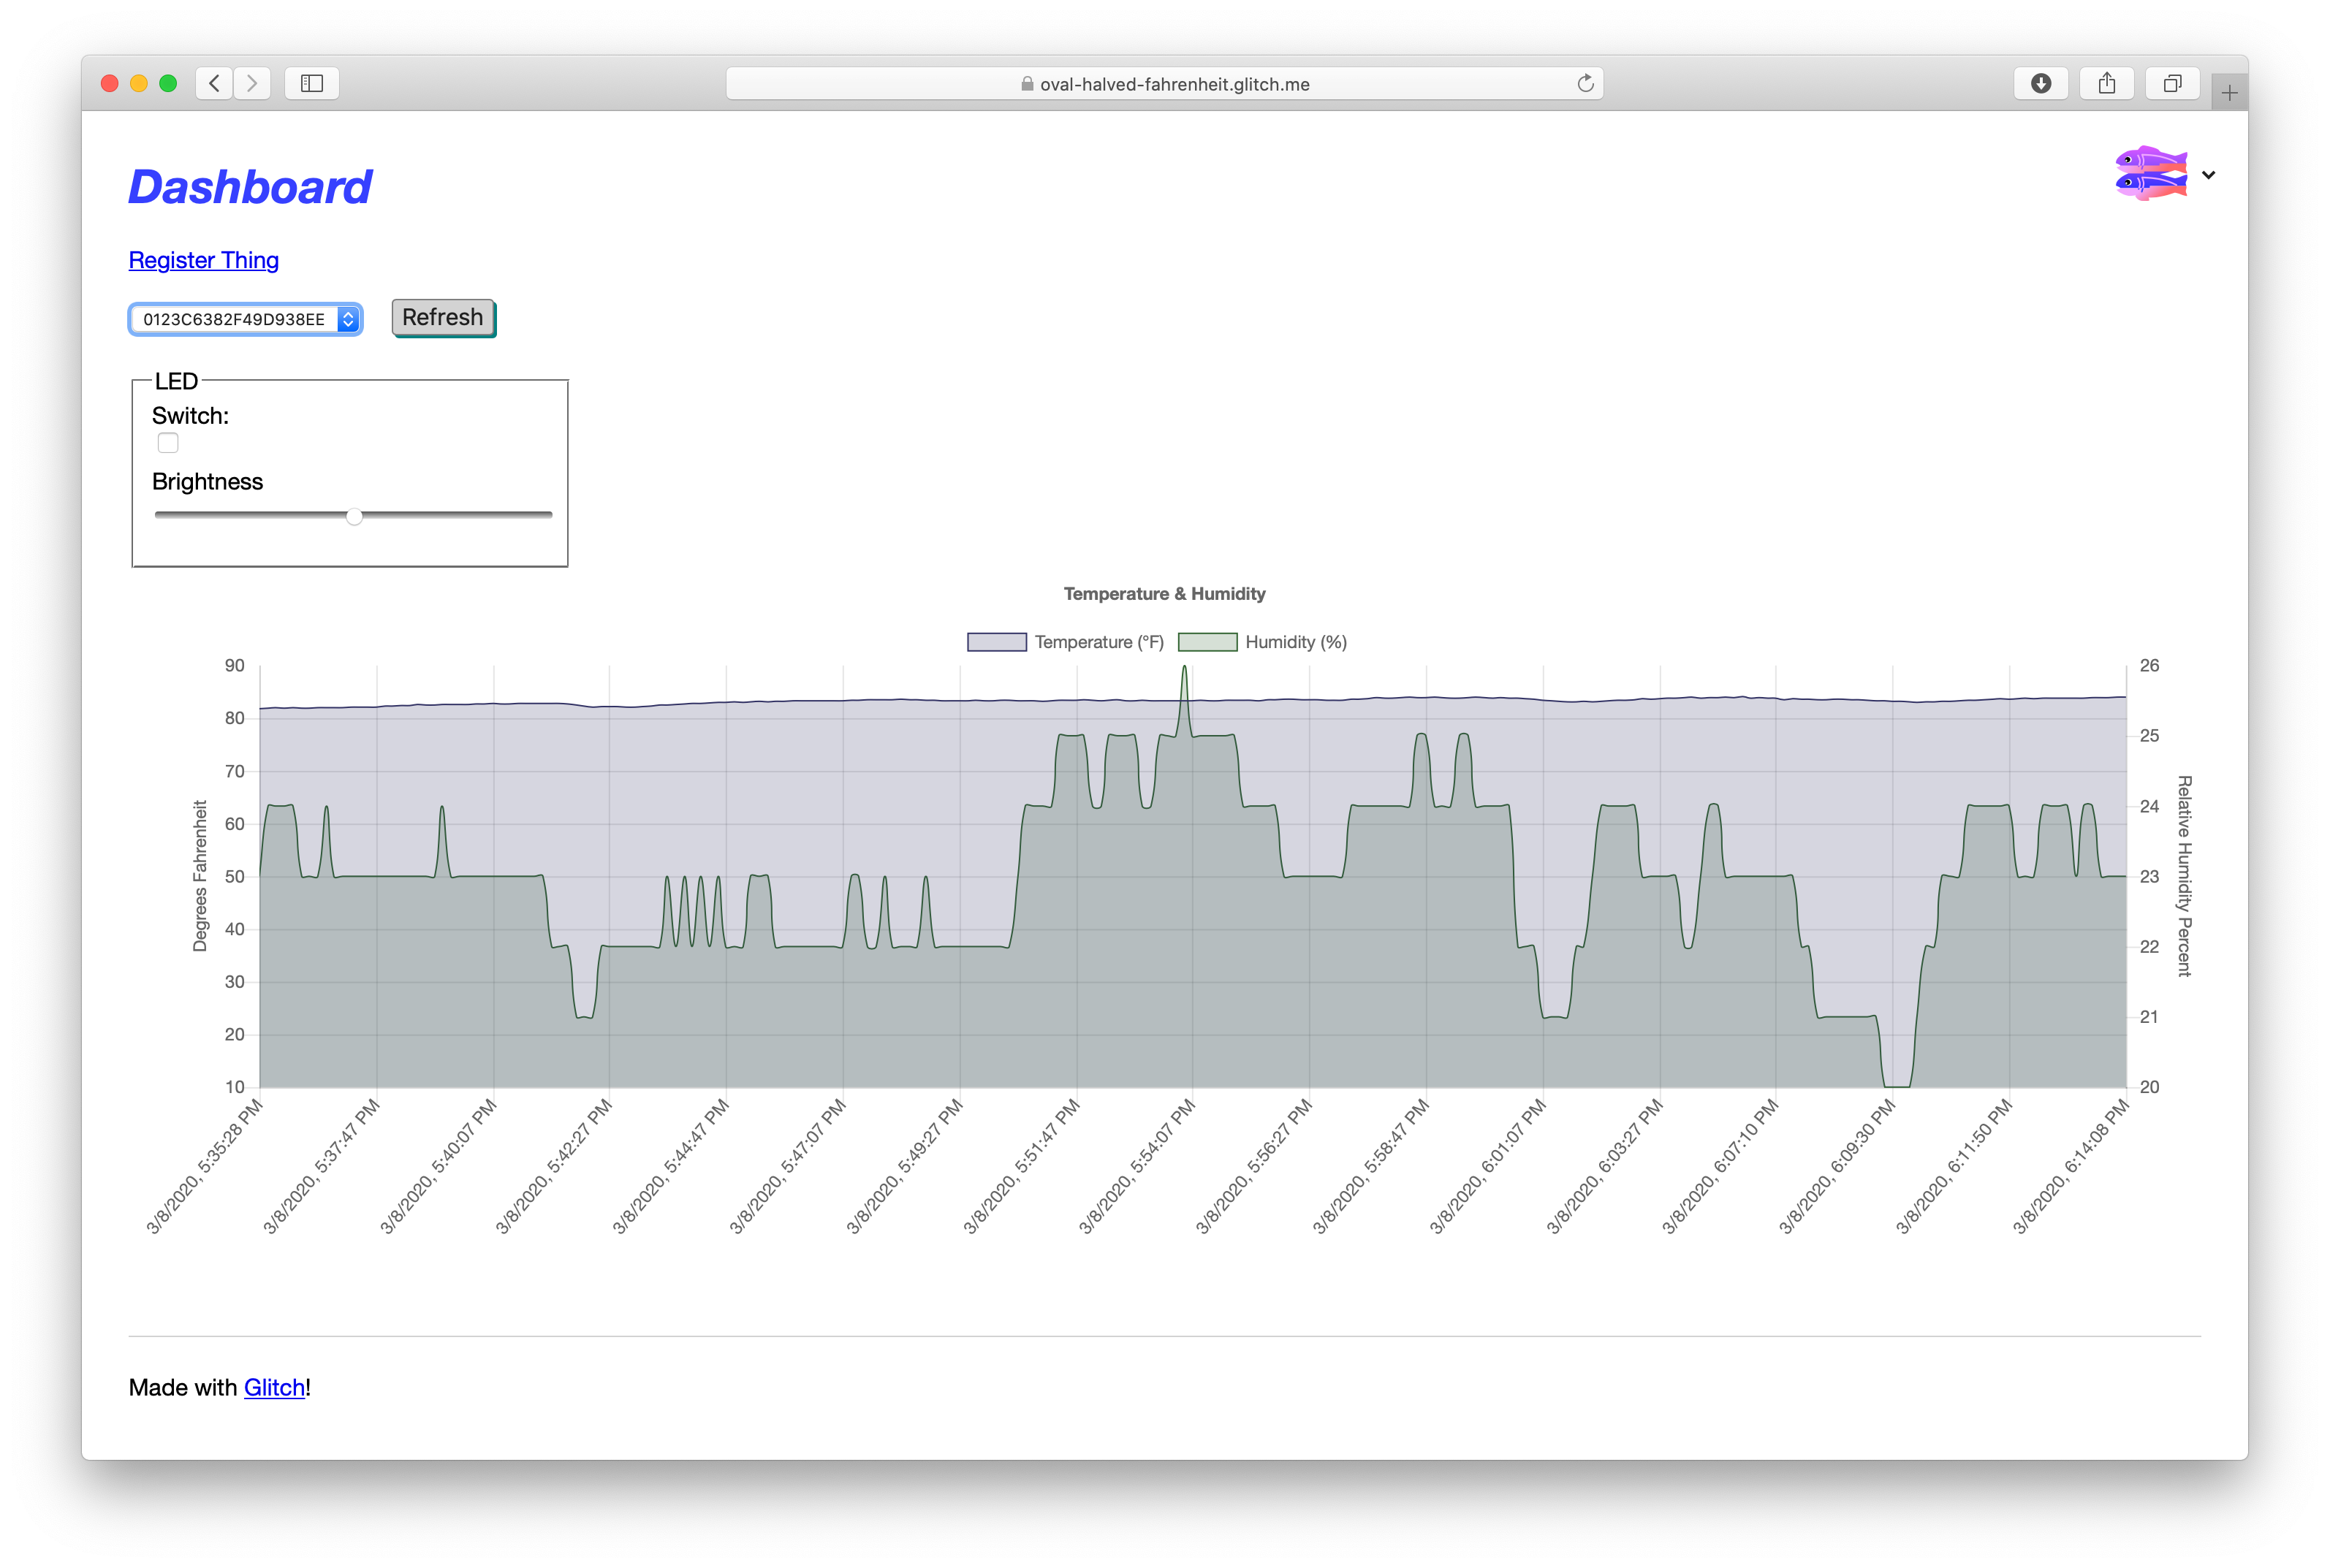 oval-halved-fahrenheit.glitch.me
Dashboard
Register Thing
0123C6382F49D938EE
Refresh
LED
Switch:
Brightness
Temperature & Humidity
Temperature (°F)
Humidity (%)
Degrees Fahrenheit
90
80
70
60
50
40
30
20
10
26
25
24
23
22
21
20
Relative Humidity Percent
3/8/2020, 5:35:28 PM
3/8/2020, 5:37:47 PM
3/8/2020, 5:40:07 PM
3/8/2020, 5:42:27 PM
3/8/2020, 5:44:47 PM
3/8/2020, 5:47:07 PM
3/8/2020, 5:49:27 PM
3/8/2020, 5:51:47 PM
3/8/2020, 5:54:07 PM
3/8/2020, 5:56:27 PM
3/8/2020, 5:58:47 PM
3/8/2020, 6:01:07 PM
3/8/2020, 6:03:27 PM
3/8/2020, 6:07:10 PM
3/8/2020, 6:09:30 PM
3/8/2020, 6:11:50 PM
3/8/2020, 6:14:08 PM
Made with Glitch!